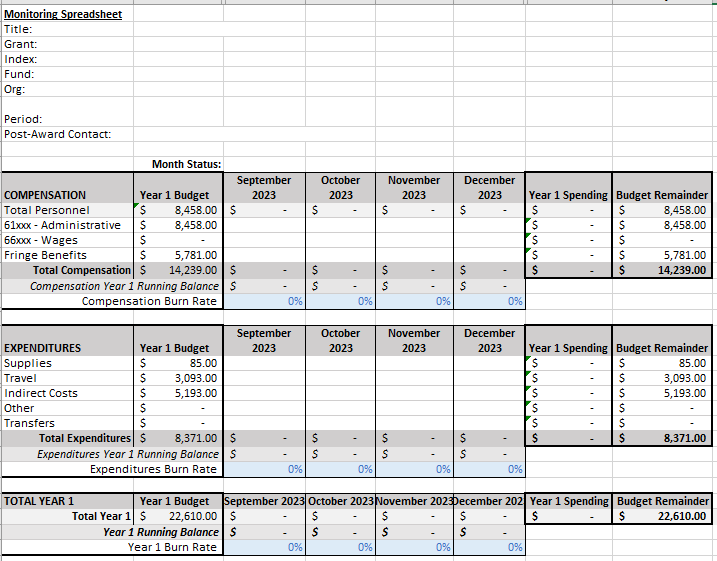 Monitoring Spreadsheet
Title:
Grant:
Index:
Fund:
Org:
Period:
Post-Award Contact:
Month Status:
COMPENSATION Year 1 Budget September 2023 October 2023 November 2023 December 2023 Year 1 Spending Budget Remainder
Total Personnel $ 8,458.00 $ - $ - $ - $ - $ - $ 8,458.00
61xxx - Administrative $ 8,458.00 $ - $ 8,458.00
66xxx - Wages $ - $ - $ -
Fringe Benefits $ 5,781.00 $ - $ 5,781.00
Total Compensation $ 14,239.00 $ - $ - $ - $ - $ - $ 14,239.00
Compensation Year 1 Running Balance $ - $ - $ - $ -
Compensation Burn Rate 0% 0% 0% 0%
EXPENDITURES Year 1 Budget September 2023 October 2023 November 2023 December 2023 Year 1 Spending Budget Remainder
Supplies $ 85.00 $ - $ 85.00
Travel $ 3,093.00 $ - $ 3,093.00
Indirect Costs $ 5,193.00 $ - $ 5,193.00
Other $ - $ - $ -
Transfers $ - $ - $ -
Total Expenditures $ 8,371.00 $ - $ - $ - $ - $ - $ 8,371.00
Expenditures Year 1 Running Balance $ - $ - $ - $ -
Expenditures Burn Rate 0% 0% 0% 0%
TOTAL YEAR 1 Year 1 Budget September 2023 October 2023 November 2023 December 202 Year 1 Spending Budget Remainder
Total Year 1 $ 22,610.00 $ - $ - $ - $ - $ - $ 22,610.00
Year 1 Running Balance $ - $ - $ - $ -
Year 1 Burn Rate 0% 0% 0% 0%